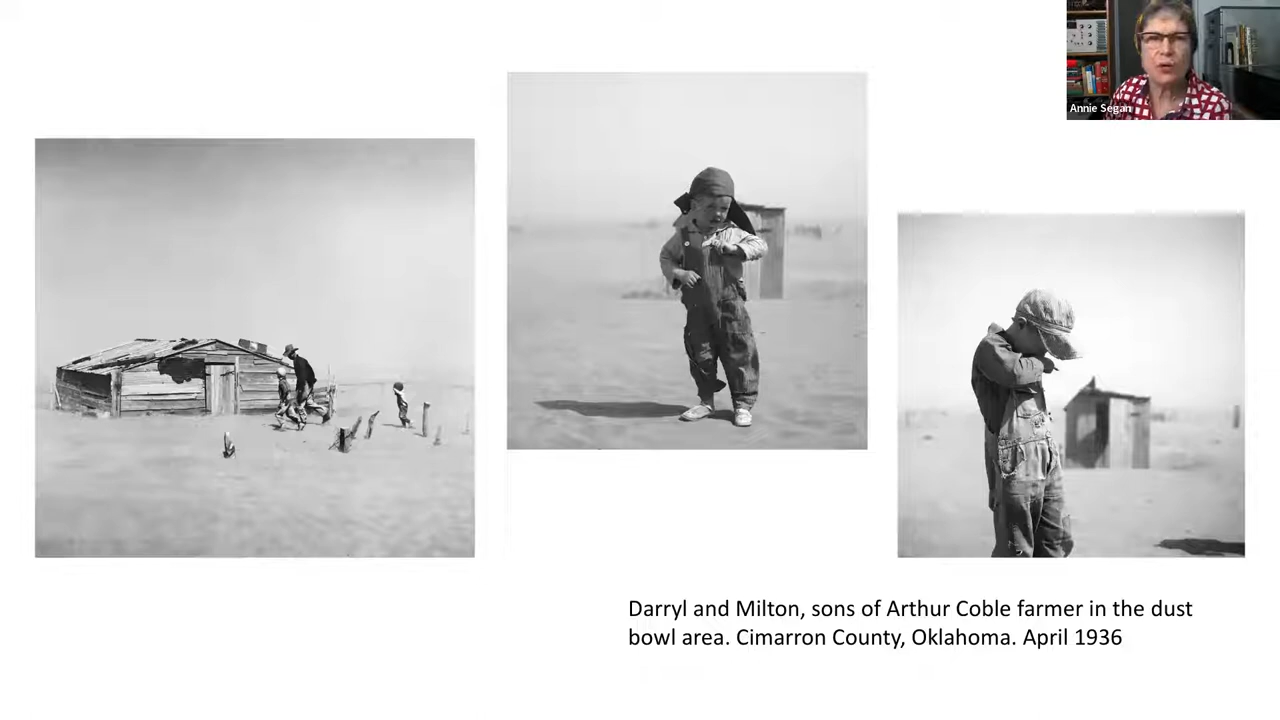 Annie Segan
Darryl and Milton, sons of Arthur Coble farmer in the dust
bowl area. Cimarron County, Oklahoma. April 1936